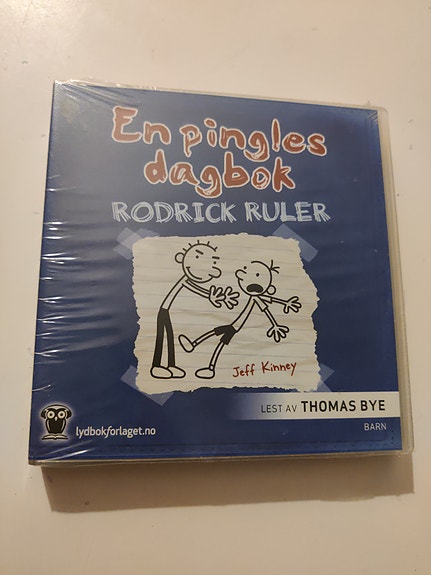 En pingles
dagbok
RODRICK RULER
Jeff Kinney
LEST AV THOMAS BYE
BARN
lydbokforlaget.no